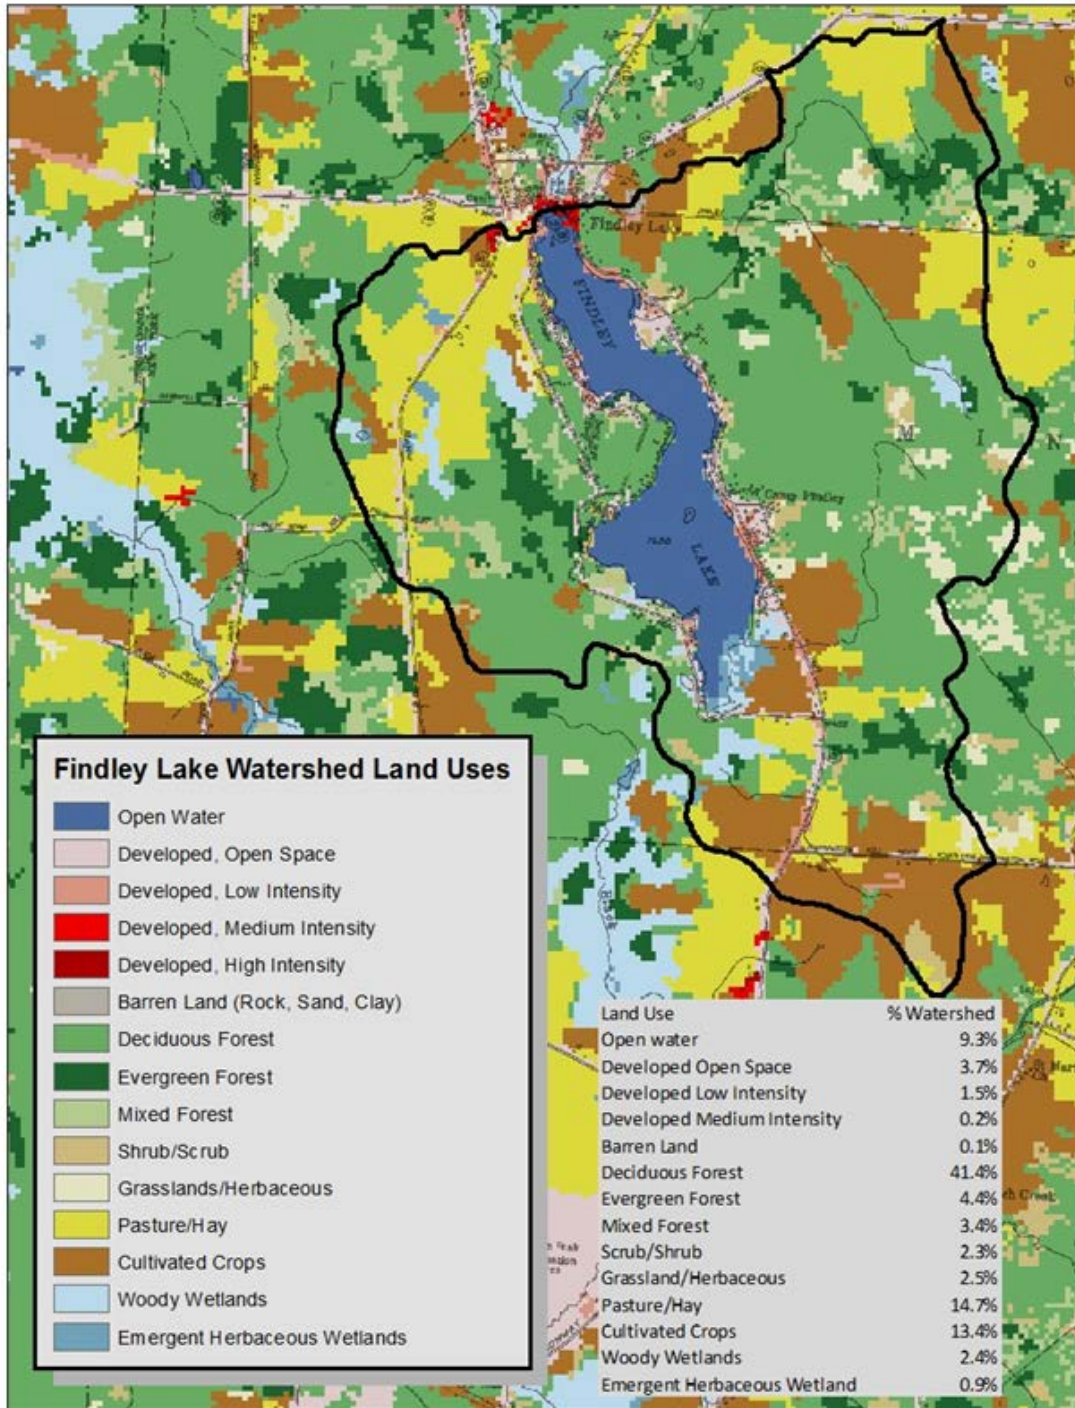 Findley Lake
FINDLEY
LAKE
Camp Findley
M I N
Findley Lake Watershed Land Uses
Open Water
Developed, Open Space
Developed, Low Intensity
Developed, Medium Intensity
Developed, High Intensity
Barren Land (Rock, Sand, Clay)
Deciduous Forest
Evergreen Forest
Mixed Forest
Shrub/Scrub
Grasslands/Herbaceous
Pasture/Hay
Cultivated Crops
Woody Wetlands
Emergent Herbaceous Wetlands
Land Use % Watershed
Open water 9.3%
Developed Open Space 3.7%
Developed Low Intensity 1.5%
Developed Medium Intensity 0.2%
Barren Land 0.1%
Deciduous Forest 41.4%
Evergreen Forest 4.4%
Mixed Forest 3.4%
Scrub/Shrub 2.3%
Grassland/Herbaceous 2.5%
Pasture/Hay 14.7%
Cultivated Crops 13.4%
Woody Wetlands 2.4%
Emergent Herbaceous Wetland 0.9%